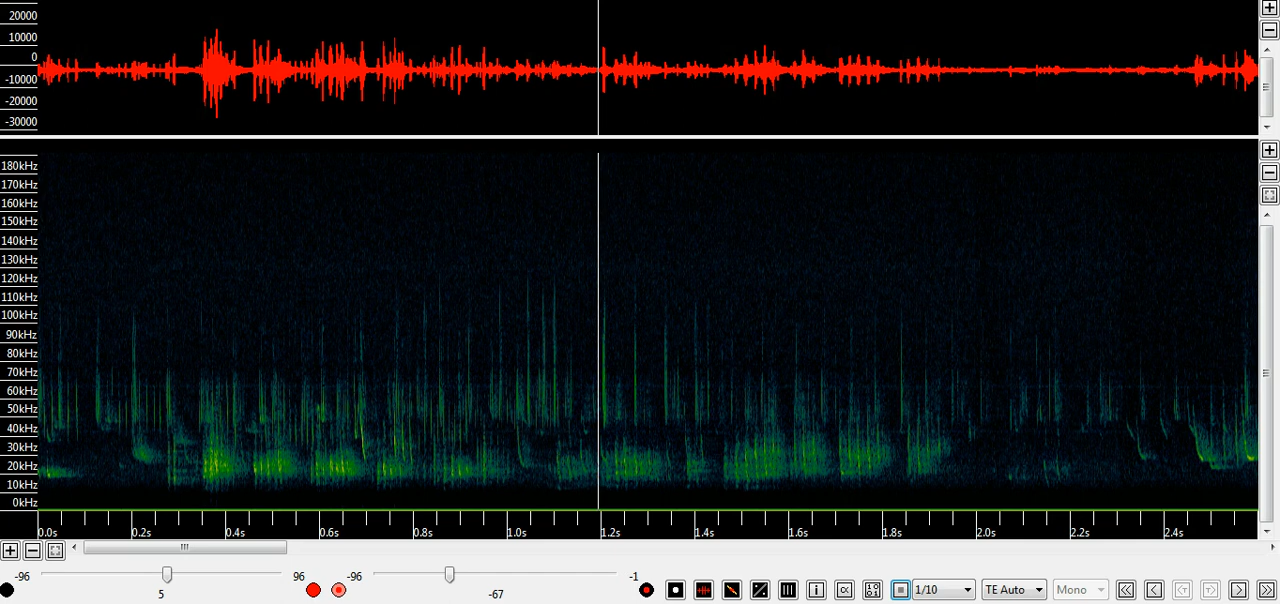 20000
10000
0
-10000
-20000
-30000
180kHz
170kHz
160kHz
150kHz
140kHz
130kHz
120kHz
110kHz
100kHz
90kHz
80kHz
70kHz
60kHz
50kHz
40kHz
30kHz
20kHz
10kHz
0kHz
0.0s 0.2s 0.4s 0.6s 0.8s 1.0s 1.2s 1.4s 1.6s 1.8s 2.0s 2.2s 2.4s
-96 96 -96 -1
5 -67
1/10 TE Auto Mono